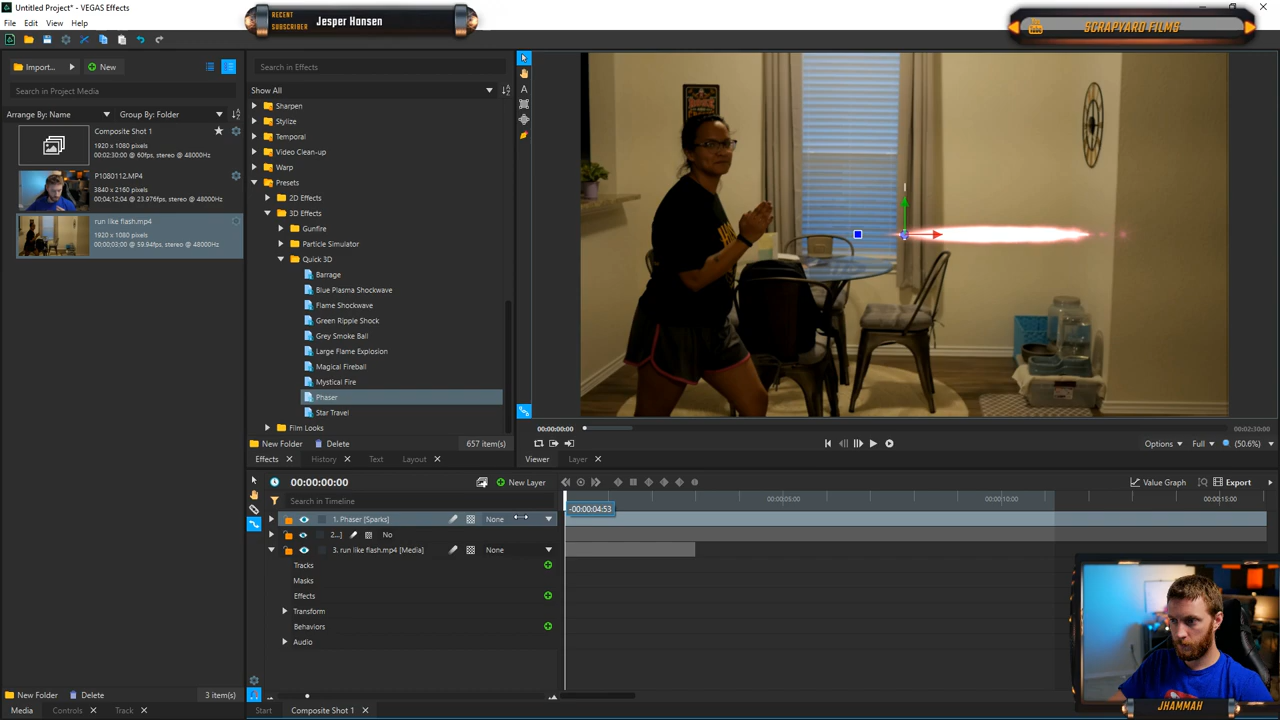 Untitled Project* - VEGAS Effects
RECENT
SUBSCRIBER
Jesper Hansen
You
Tube
SCRAPYARD FILMS
File Edit View Help
Import...
New
Search in Project Media
Arrange By: Name
Group By: Folder
Composite Shot 1
1920 x 1080 pixels
00:02:30:00 @ 60fps, stereo @ 48000Hz
P1080112.MP4
3840 x 2160 pixels
00:04:12:04 @ 23.976fps, stereo @ 48000Hz
run like flash.mp4
1920 x 1080 pixels
00:00:03:00 @ 59.94fps, stereo @ 48000Hz
Search in Effects
Show All
Sharpen
Stylize
Temporal
Video Clean-up
Warp
Presets
2D Effects
3D Effects
Gunfire
Particle Simulator
Quick 3D
Barrage
Blue Plasma Shockwave
Flame Shockwave
Green Ripple Shock
Grey Smoke Ball
Large Flame Explosion
Magical Fireball
Mystical Fire
Phaser
Star Travel
Film Looks
New Folder Delete 657 item(s)
Effects History Text Layout
00:00:00:00
00:02:30:00
Options Full (50.6%)
Viewer Layer
00:00:00:00
New Layer
Value Graph
Export
Search in Timeline
00:00:05:00
00:00:10:00
00:00:15:00
-00:00:04:53
1. Phaser [Sparks]
None
2...]
No
3. run like flash.mp4 [Media]
None
Tracks
Masks
Effects
Transform
Behaviors
Audio
New Folder Delete 3 item(s)
Media Controls Track
Start Composite Shot 1
JHAMMAH